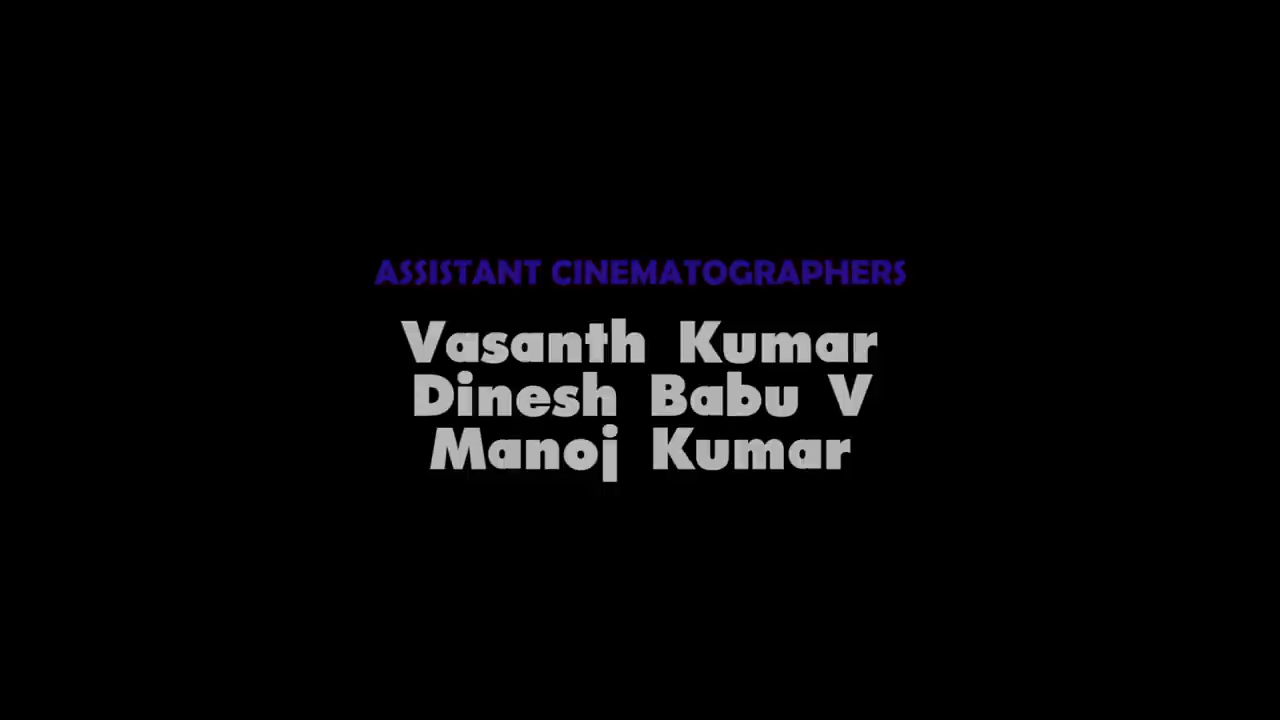 ASSISTANT CINEMATOGRAPHERS
Vasanth Kumar
Dinesh Babu V
Manoj Kumar